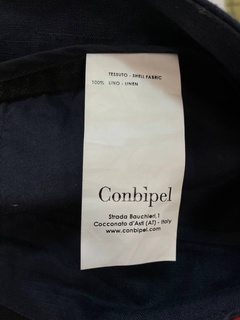 TESSUTO - SHELL FABRIC
100% LINO - LINEN
Conbipel
Strada Bauchieri, 1
Cocconato d'Asti (AT) - Italy
www.conbipel.com